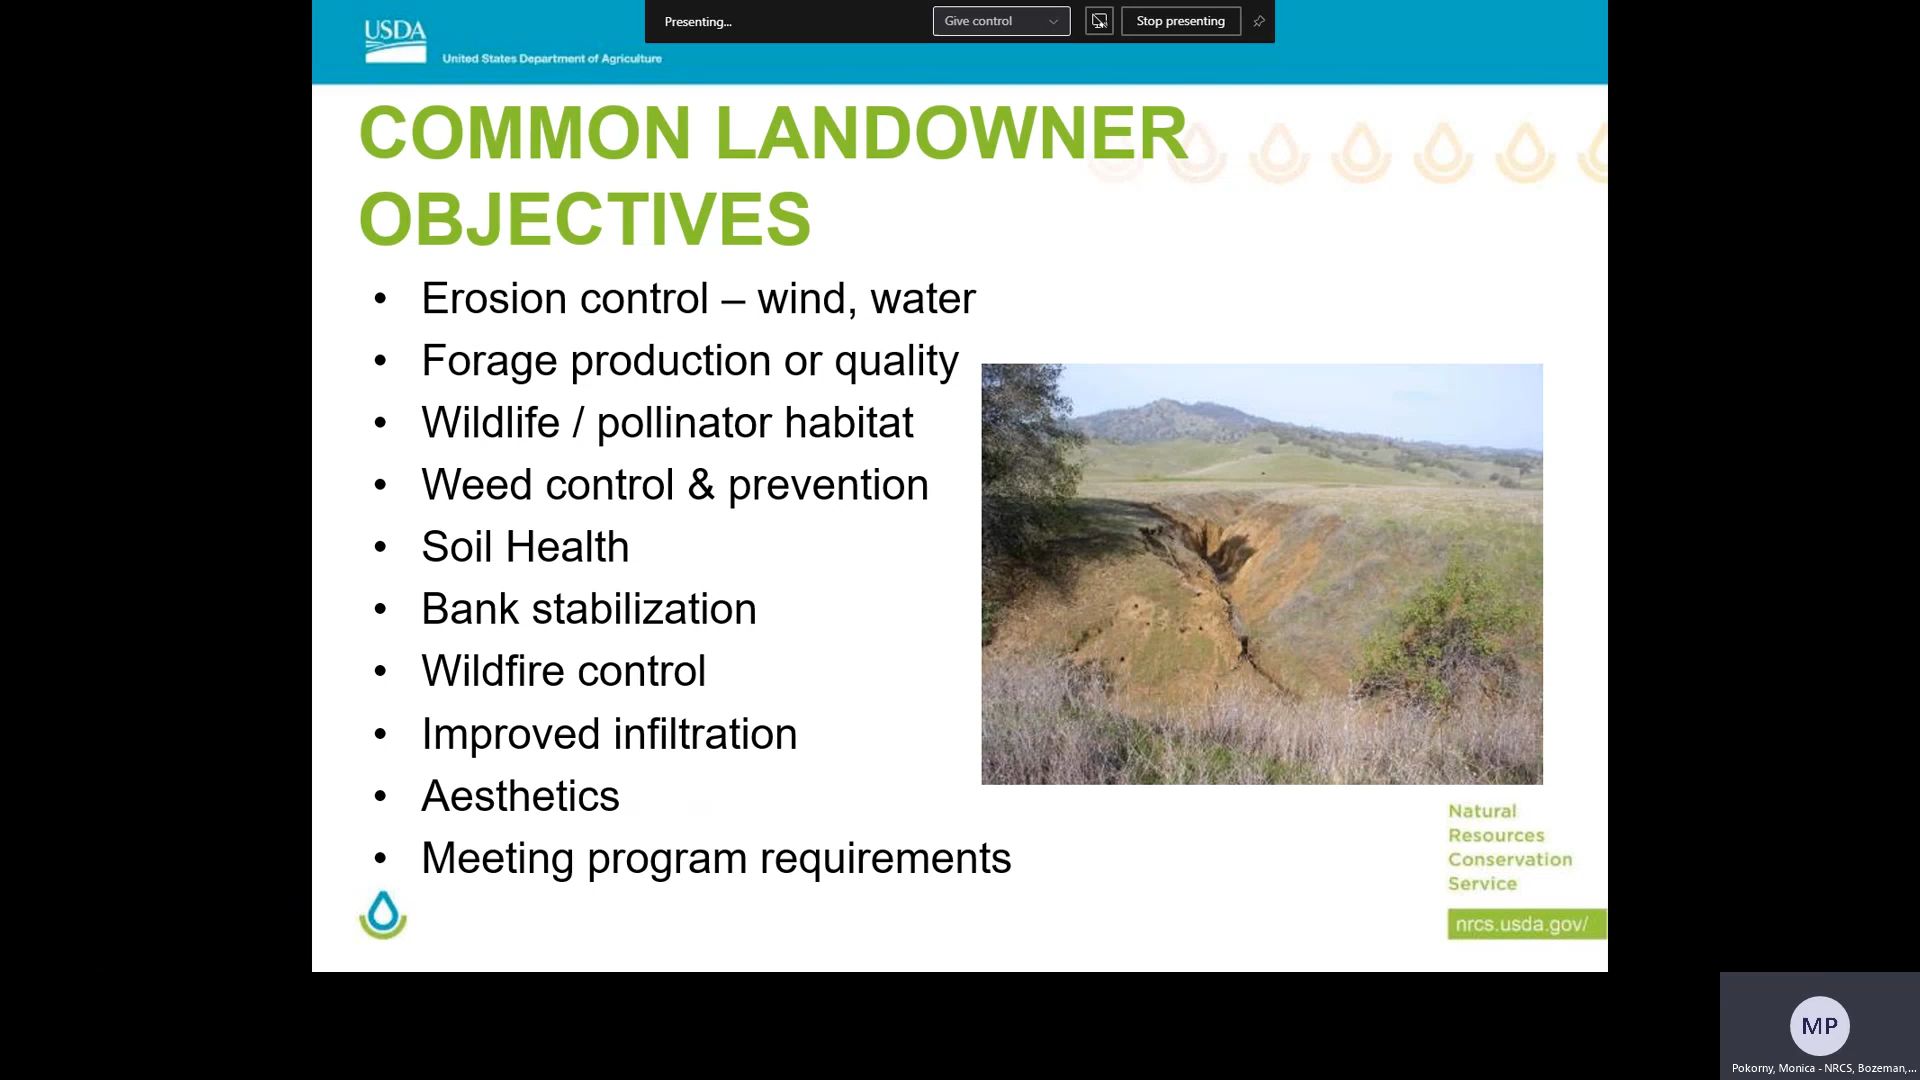 Presenting...
Give control
Stop presenting
USDA
United States Department of Agriculture
COMMON LANDOWNER
OBJECTIVES
• Erosion control – wind, water
• Forage production or quality
• Wildlife / pollinator habitat
• Weed control & prevention
• Soil Health
• Bank stabilization
• Wildfire control
• Improved infiltration
• Aesthetics
• Meeting program requirements
Natural
Resources
Conservation
Service
nrcs.usda.gov/
MP
Pokorny, Monica - NRCS, Bozeman,...